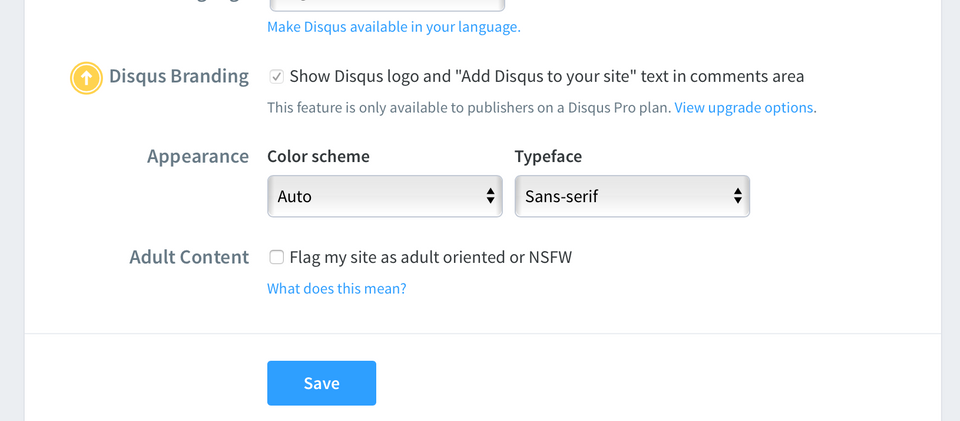 Make Disqus available in your language.
Disqus Branding
Show Disqus logo and "Add Disqus to your site" text in comments area
This feature is only available to publishers on a Disqus Pro plan. View upgrade options.
Appearance
Color scheme
Typeface
Auto
Sans-serif
Adult Content
Flag my site as adult oriented or NSFW
What does this mean?
Save